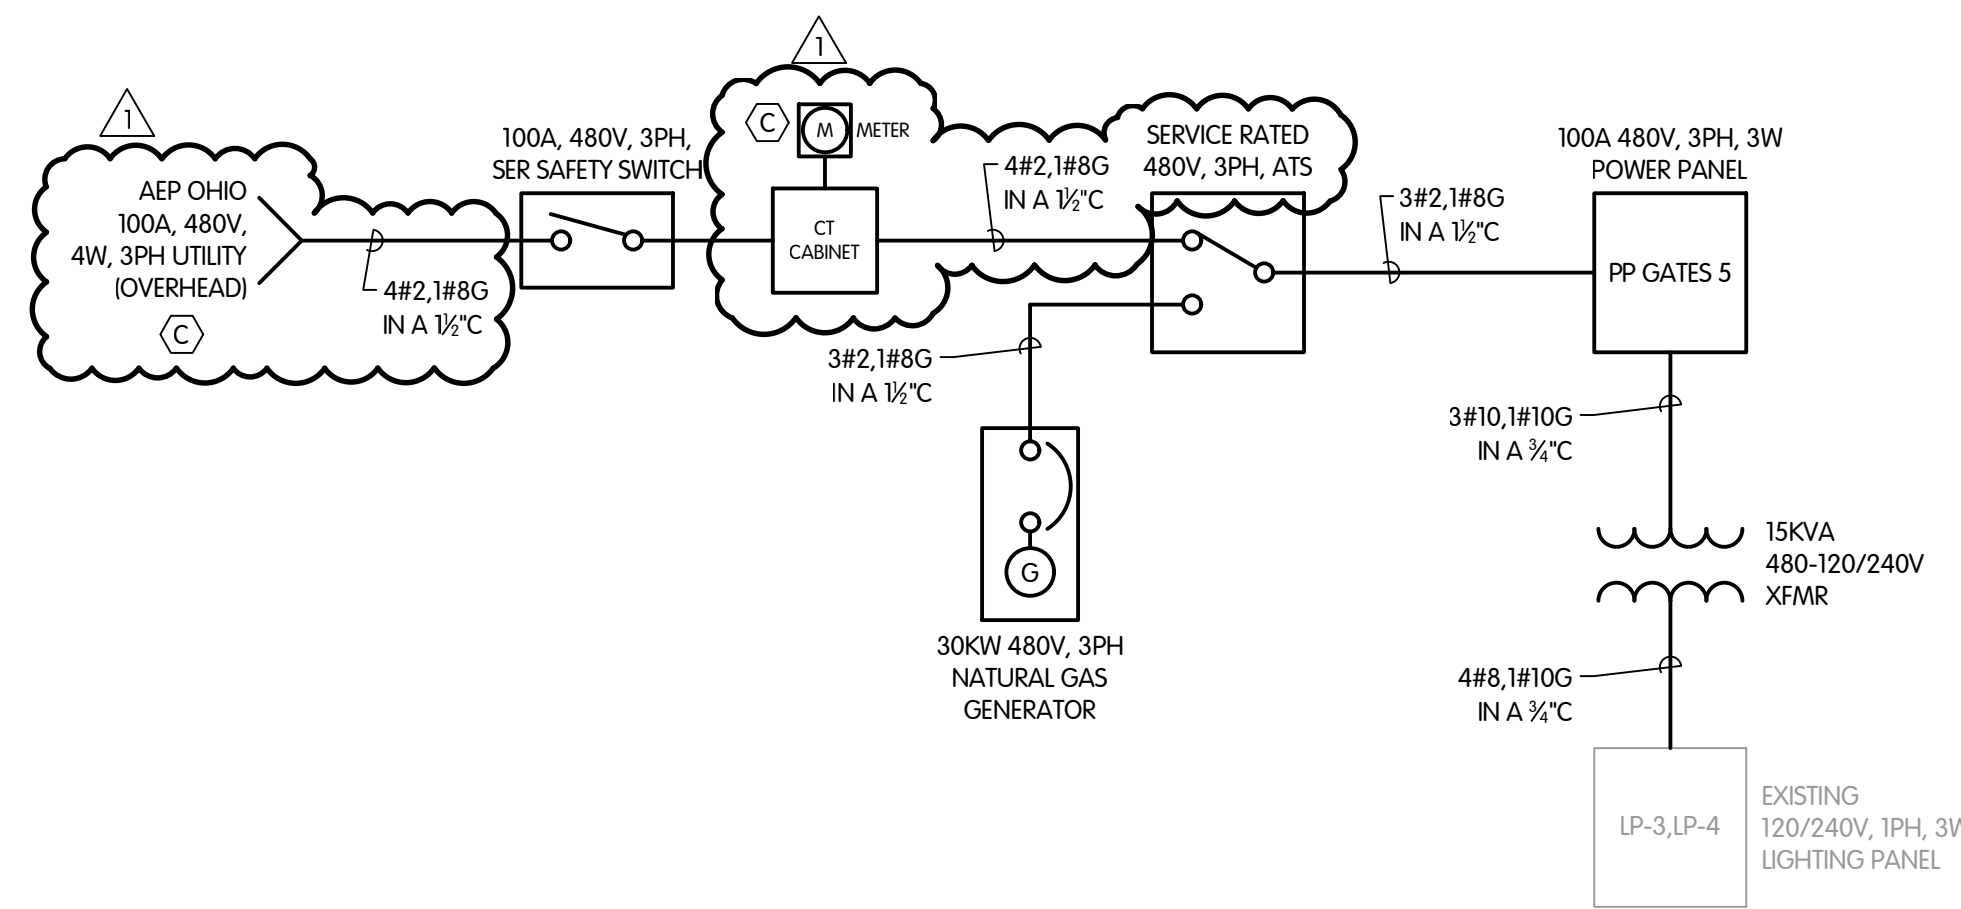 1
AEP OHIO
100A, 480V,
4W, 3PH UTILITY
(OVERHEAD)
C
4#2,1#8G
IN A 1½"C
100A, 480V, 3PH,
SER SAFETY SWITCH
1
C
M
METER
CT
CABINET
4#2,1#8G
IN A 1½"C
SERVICE RATED
480V, 3PH, ATS
3#2,1#8G
IN A 1½"C
30KW 480V, 3PH
NATURAL GAS
GENERATOR
G
3#2,1#8G
IN A 1½"C
100A 480V, 3PH, 3W
POWER PANEL
PP GATES 5
3#10,1#10G
IN A ¾"C
15KVA
480-120/240V
XFMR
4#8,1#10G
IN A ¾"C
LP-3,LP-4
EXISTING
120/240V, 1PH, 3W
LIGHTING PANEL